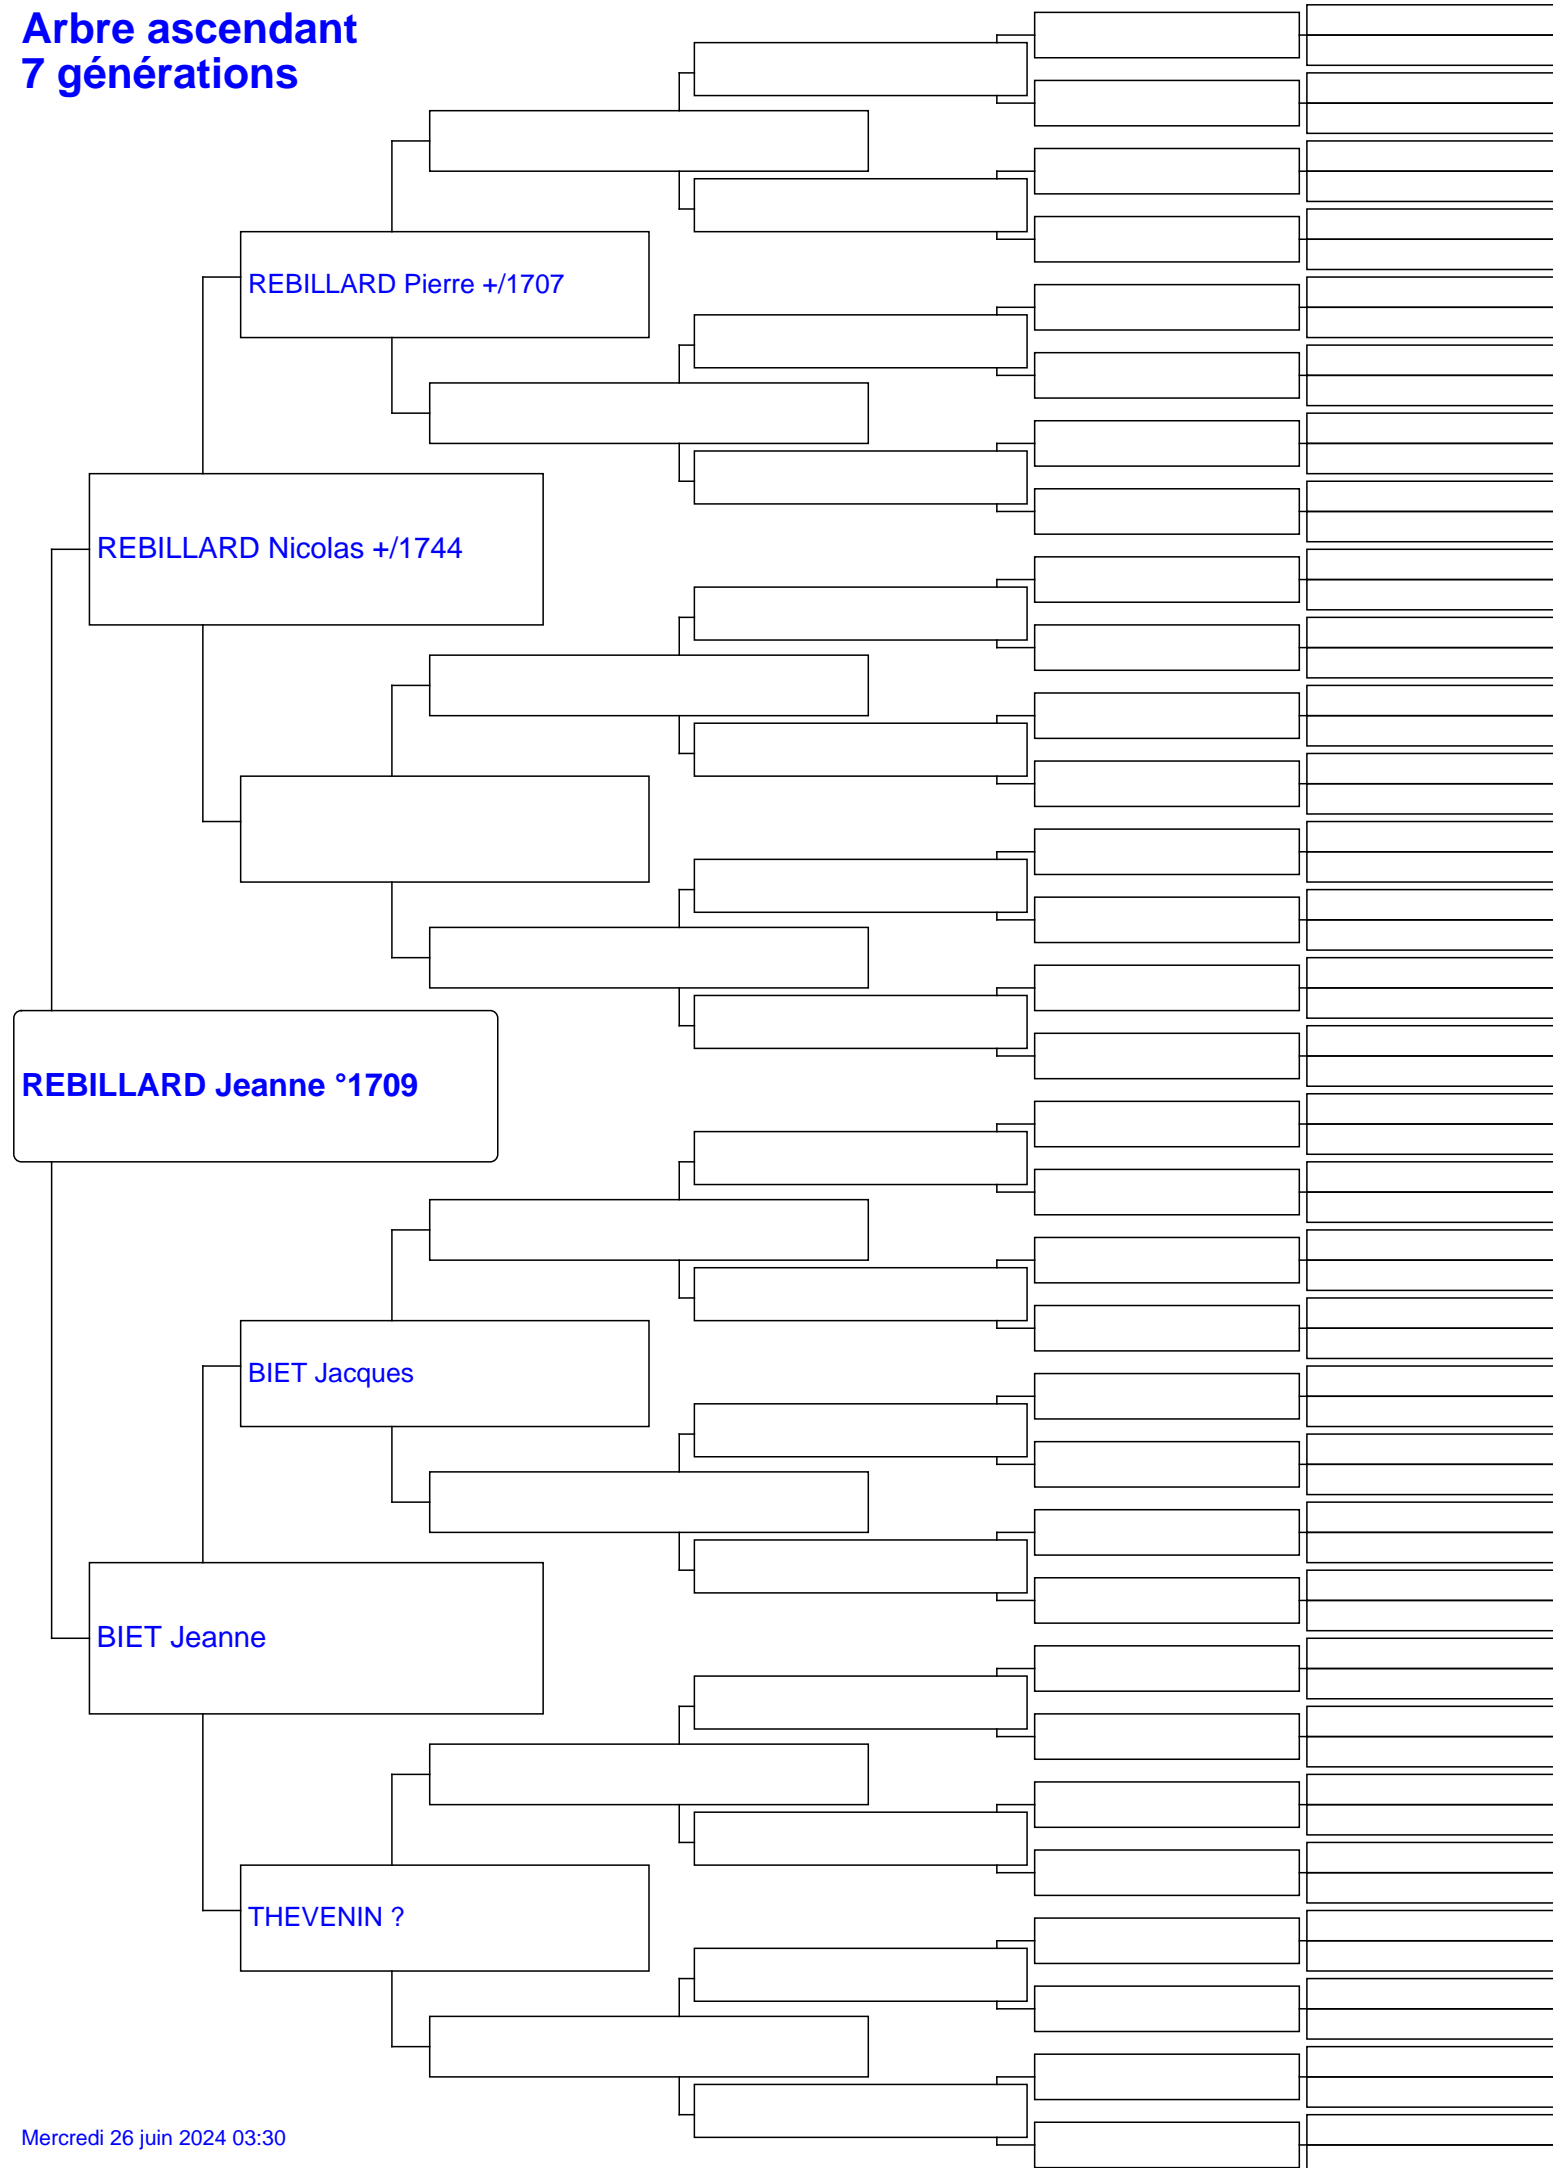 Arbre ascendant
7 générations
REBILLARD Pierre +/1707
REBILLARD Nicolas +/1744
REBILLARD Jeanne °1709
BIET Jacques
BIET Jeanne
THEVENIN ?
Mercredi 26 juin 2024 03:30